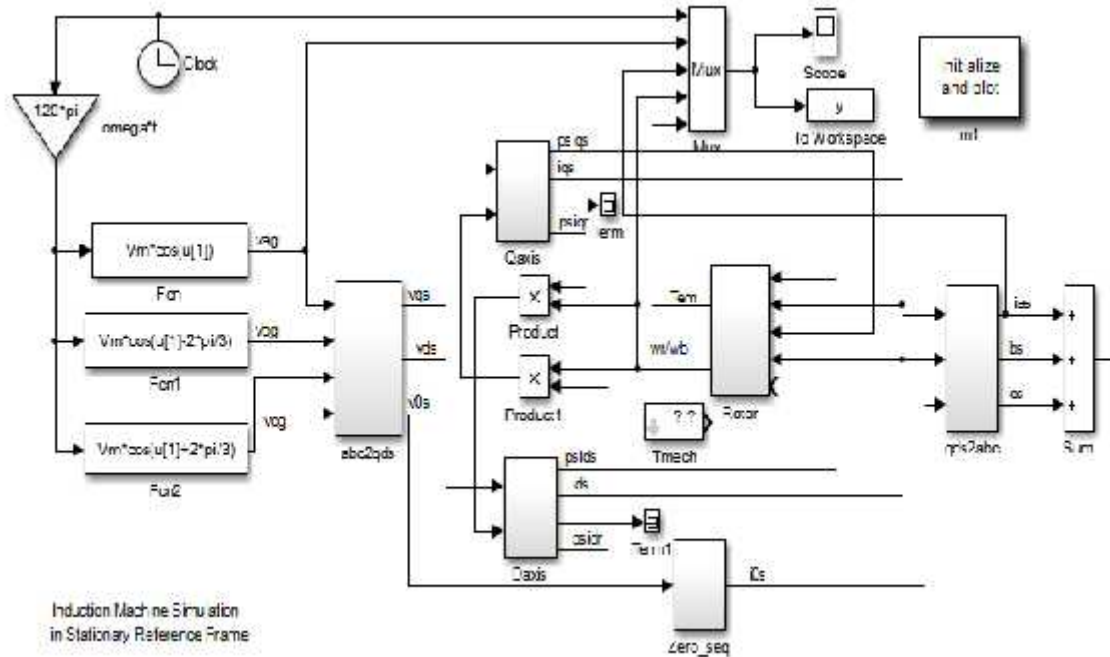 Clock
120*pi
omega*t
Mux
Mux
Scope
y
To Workspace
Initialize
and plot
m1
psiqs
iqs
psiqr
Term
Qaxis
Vm*cos(u[1])
vag
Fcn
Vm*cos(u[1]-2*pi/3)
vbg
Fcn1
Vm*cos(u[1]+2*pi/3)
vcg
Fcn2
vqs
vds
v0s
abc2qds
x
Product
x
Product1
Tem
wr/wb
Rotor
? ?
Tmech
ias
ibs
ics
qds2abc
+
+
+
Sum
psids
ids
psidr
Term1
Daxis
i0s
Zero_seq
Induction Machine Simulation
in Stationary Reference Frame